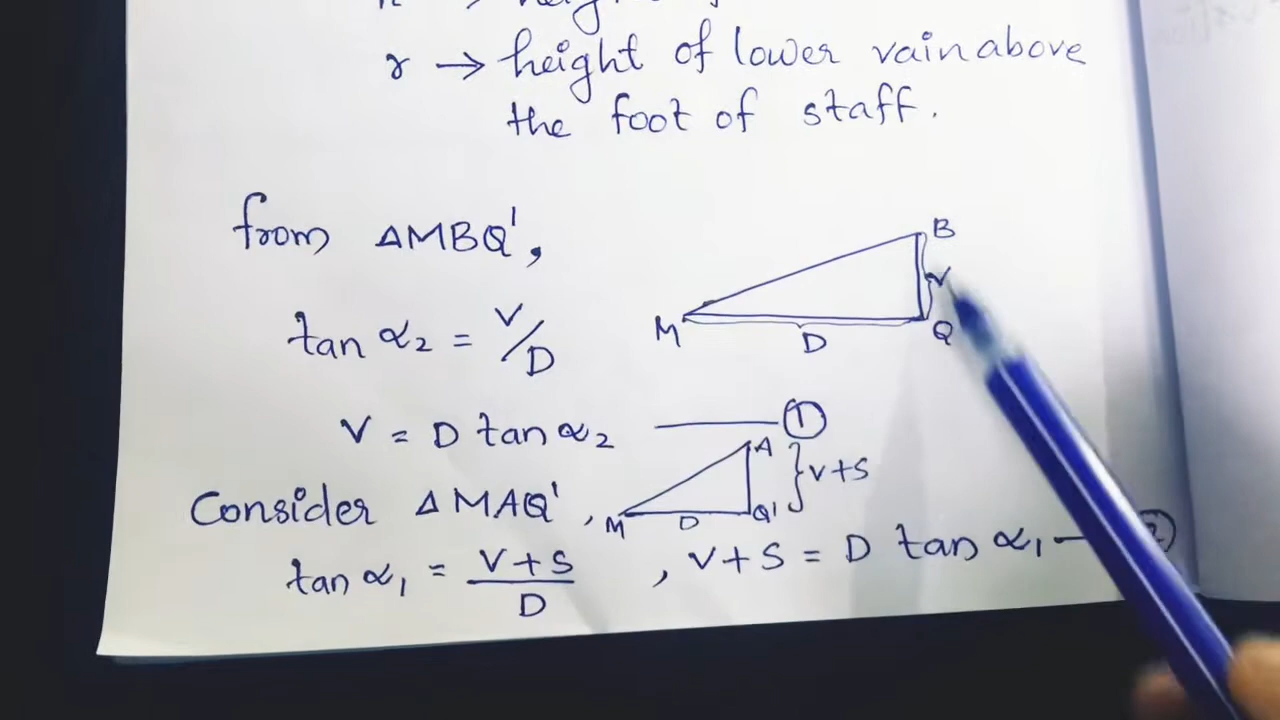 r → height of lower vain above
the foot of staff.
from ΔMBQ',
B
V
M
D
Q
tan α₂ = V/D
V = D tan α₂ —— ①
Consider ΔMAQ',
A
} V+S
M
D
Q'
tan α₁ = V+S/D , V+S = D tan α₁ —